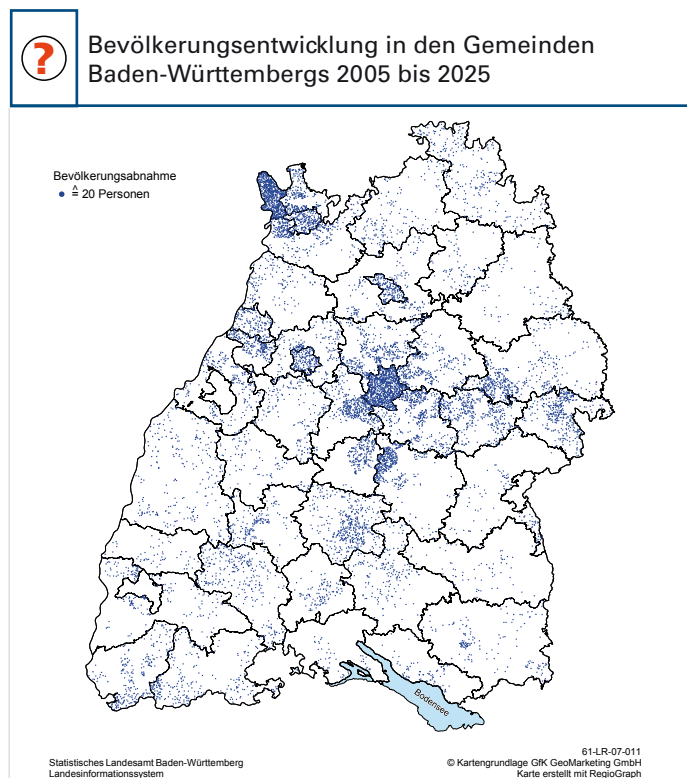 ?
Bevölkerungsentwicklung in den Gemeinden
Baden-Württembergs 2005 bis 2025
Bevölkerungsabnahme
≙ 20 Personen
Bodensee
61-LR-07-011
Statistisches Landesamt Baden-Württemberg
© Kartengrundlage GfK GeoMarketing GmbH
Landesinformationssystem
Karte erstellt mit RegioGraph